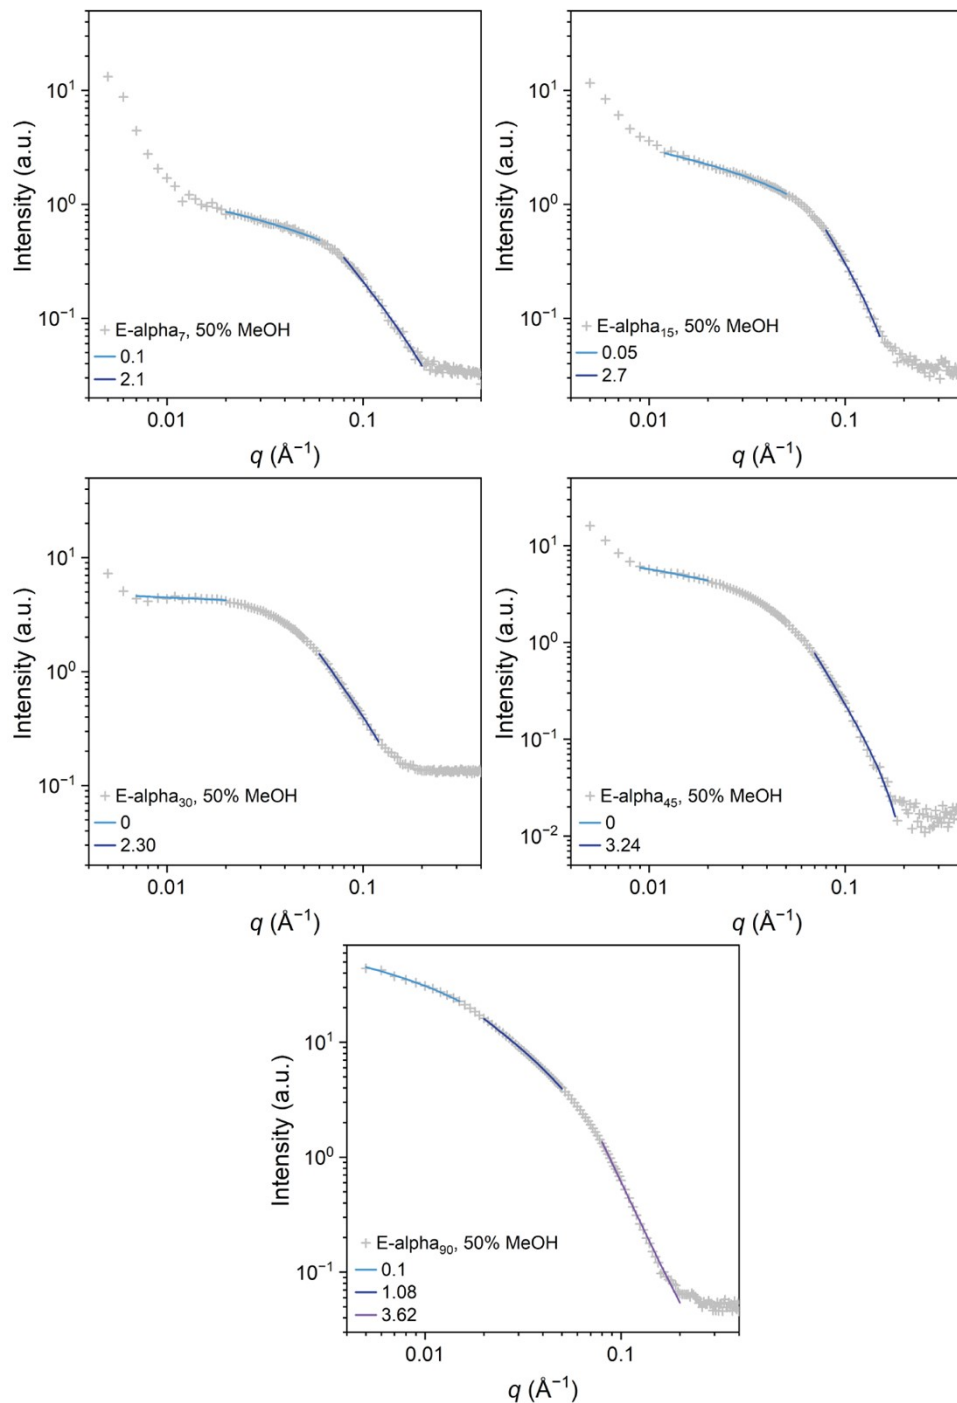 Intensity (a.u.)
10¹
10⁰
10⁻¹
E-alpha₇, 50% MeOH
0.1
2.1
0.01
0.1
q (Å⁻¹)
Intensity (a.u.)
10¹
10⁰
10⁻¹
E-alpha₁₅, 50% MeOH
0.05
2.7
0.01
0.1
q (Å⁻¹)
Intensity (a.u.)
10¹
10⁰
10⁻¹
E-alpha₃₀, 50% MeOH
0
2.30
0.01
0.1
q (Å⁻¹)
Intensity (a.u.)
10¹
10⁰
10⁻¹
10⁻²
E-alpha₄₅, 50% MeOH
0
3.24
0.01
0.1
q (Å⁻¹)
Intensity (a.u.)
10¹
10⁰
10⁻¹
E-alpha₉₀, 50% MeOH
0.1
1.08
3.62
0.01
0.1
q (Å⁻¹)